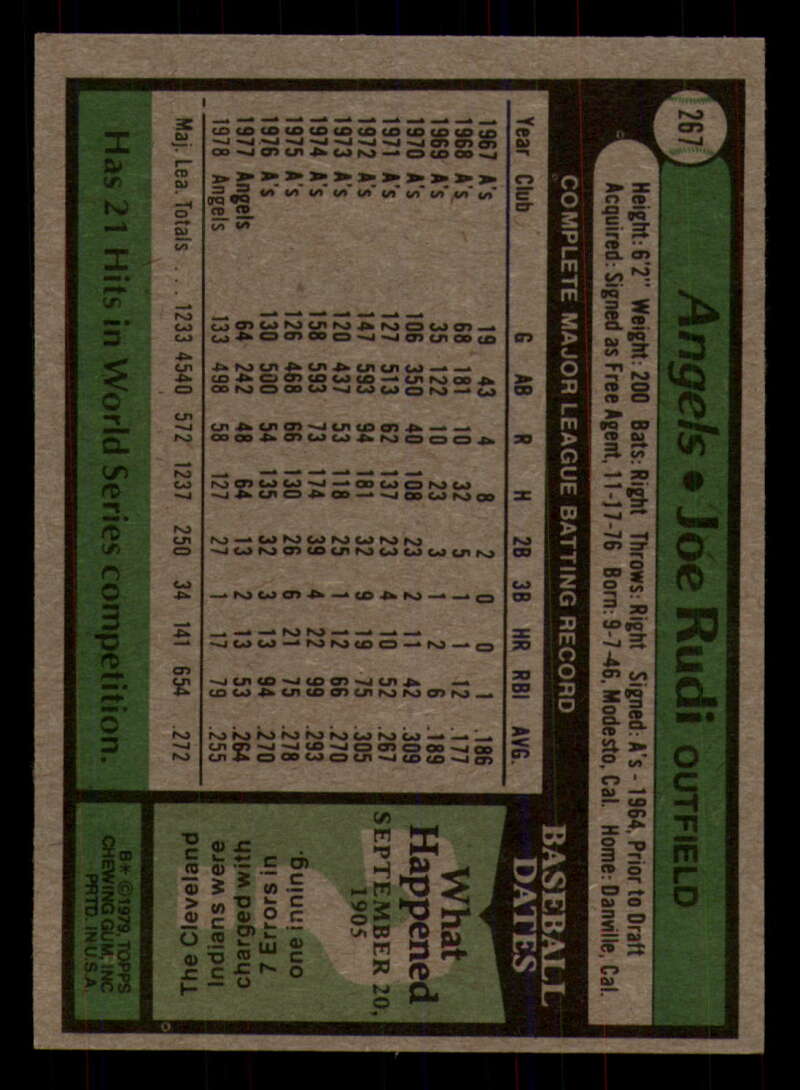 267
Angels • Joe Rudi OUTFIELD
Height: 6'2" Weight: 200 Bats: Right Throws: Right Signed: A's - 1964, Prior to Draft
Acquired: Signed as Free Agent, 11-17-76 Born: 9-7-46, Modesto, Cal. Home: Danville, Cal.
COMPLETE MAJOR LEAGUE BATTING RECORD
Year Club G AB R H 2B 3B HR RBI AVG.
1967 A's 19 43 4 8 2 0 0 1 .186
1968 A's 68 181 10 32 5 1 1 12 .177
1969 A's 35 122 10 23 3 1 2 6 .189
1970 A's 106 350 40 108 23 2 11 42 .309
1971 A's 127 513 62 137 23 4 10 52 .267
1972 A's 147 593 94 181 32 9 19 75 .305
1973 A's 120 437 53 118 25 1 12 66 .270
1974 A's 158 593 73 174 39 4 22 99 .293
1975 A's 126 468 66 130 26 6 21 75 .278
1976 A's 130 500 54 135 32 3 13 94 .270
1977 Angels 64 242 48 64 13 2 13 53 .264
1978 Angels 133 498 58 127 27 1 17 79 .255
Maj. Lea. Totals . . . 1233 4540 572 1237 250 34 141 654 .272
Has 21 Hits in World Series competition.
BASEBALL
DATES
What
Happened
SEPTEMBER 20,
1905
The Cleveland
Indians were
charged with
7 Errors in
one inning.
B* ©1979, TOPPS
CHEWING GUM, INC
PRTD. IN U.S.A.